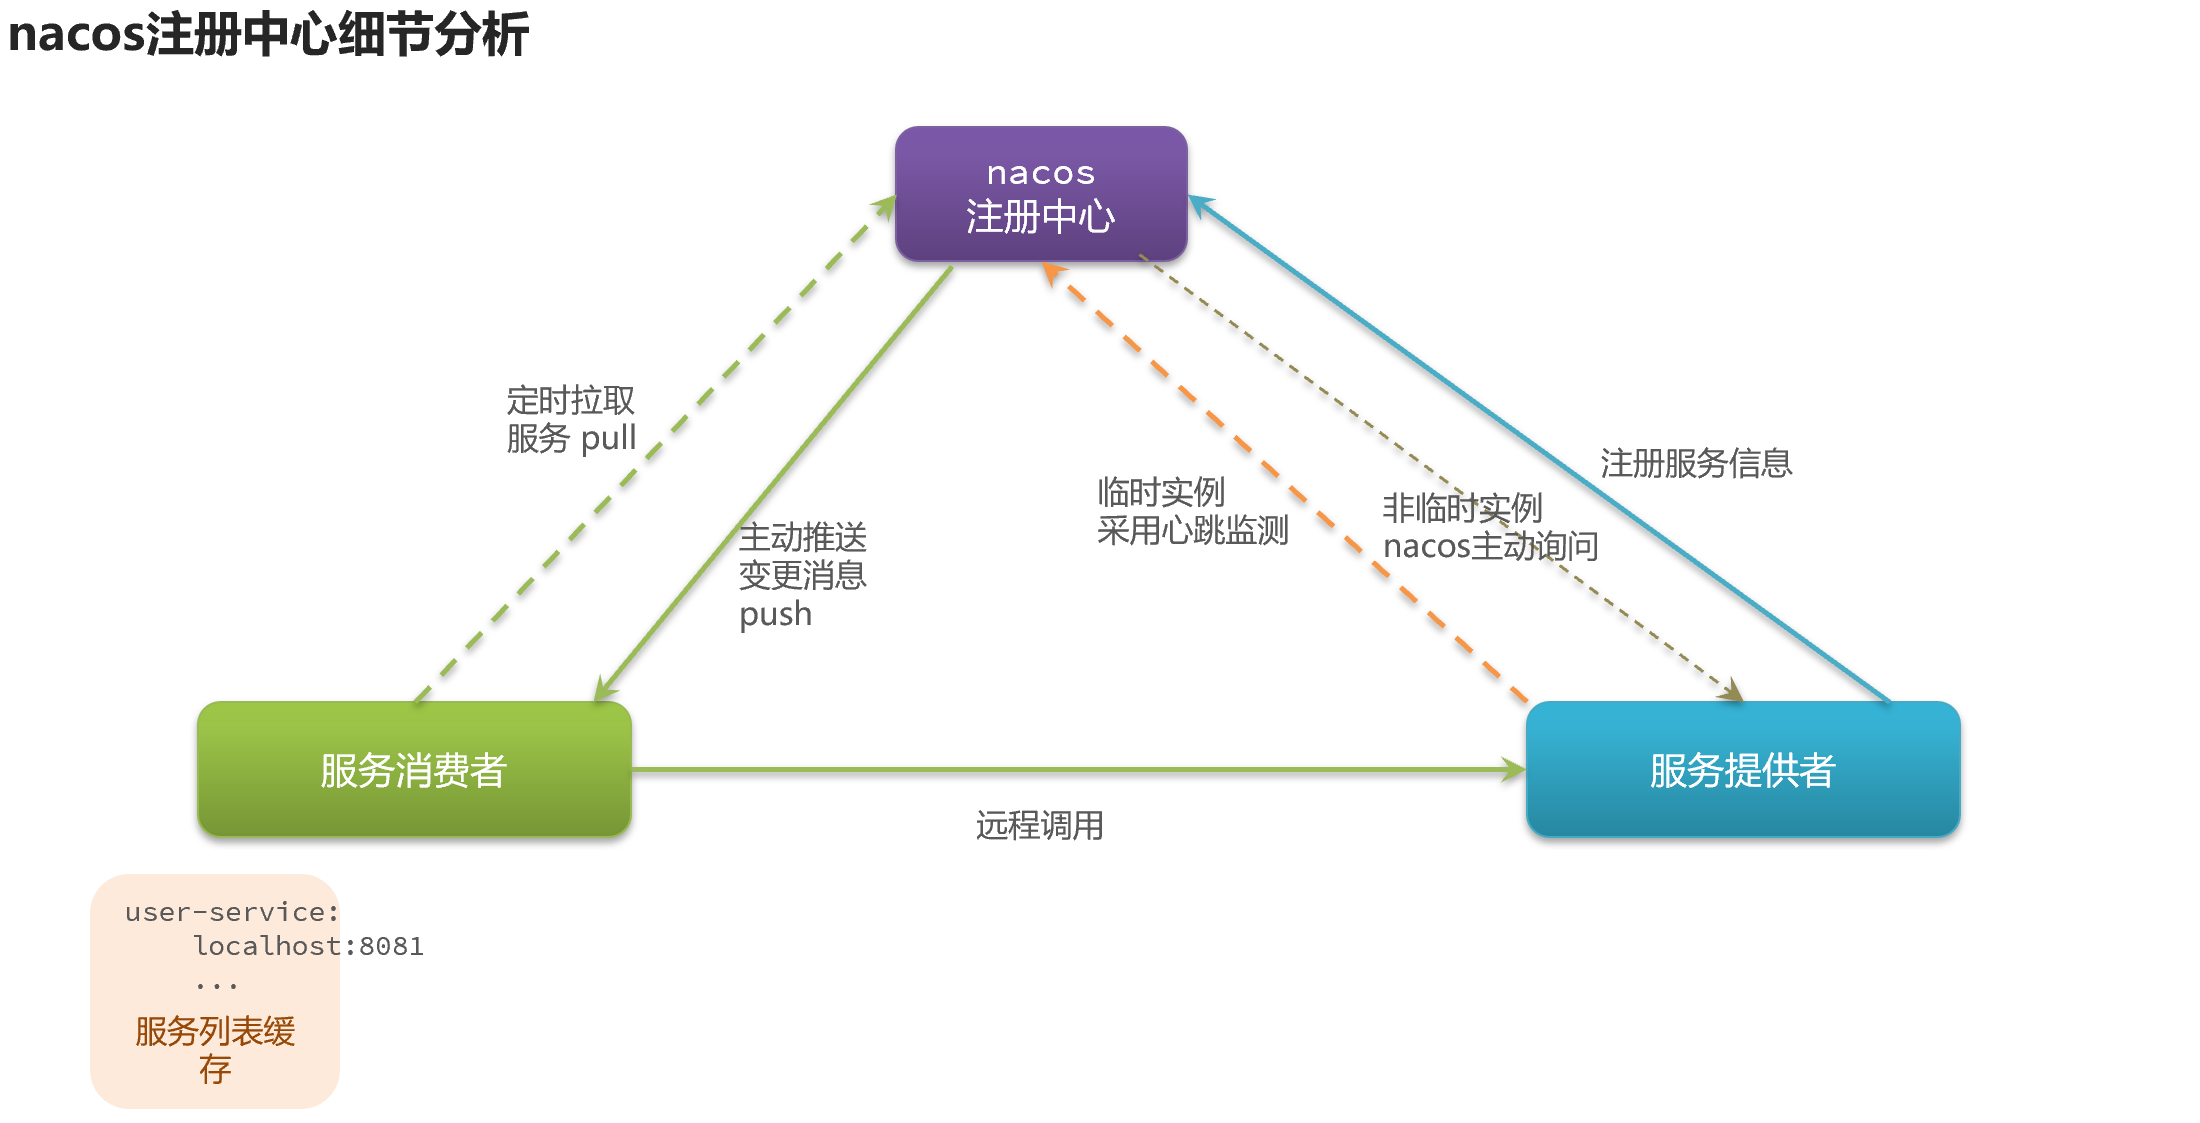 nacos注册中心细节分析
nacos
注册中心
定时拉取
服务 pull
主动推送
变更消息
push
临时实例
采用心跳监测
非临时实例
nacos主动询问
注册服务信息
服务消费者
服务提供者
远程调用
user-service:
localhost:8081
...
服务列表缓
存